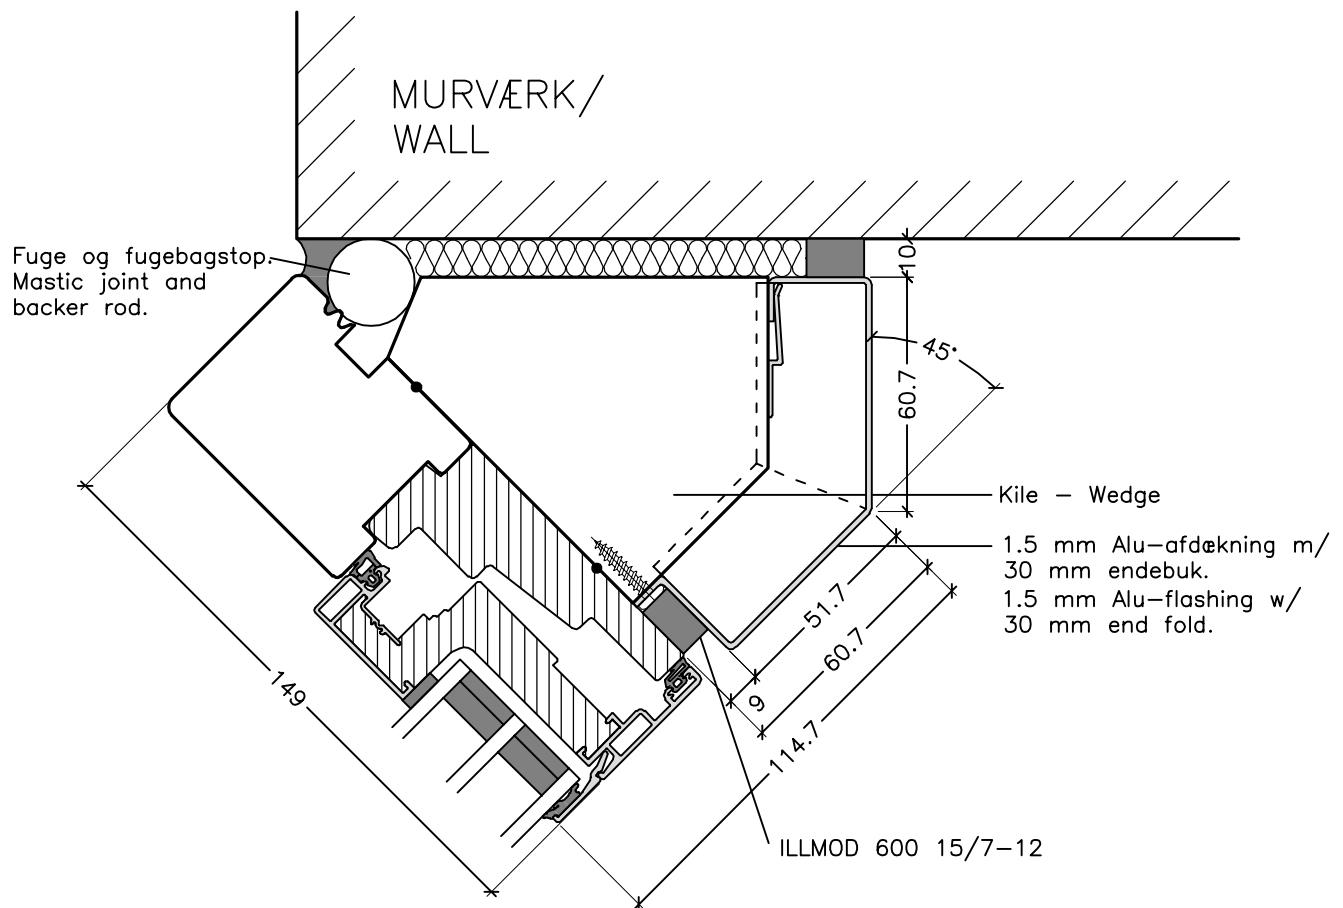 MURVÆRK/
WALL
Fuge og fugebagstop.
Mastic joint and
backer rod.
10
45°
60.7
Kile - Wedge
1.5 mm Alu-afdækning m/
30 mm endebuk.
1.5 mm Alu-flashing w/
30 mm end fold.
51.7
60.7
9
114.7
149
ILLMOD 600 15/7-12